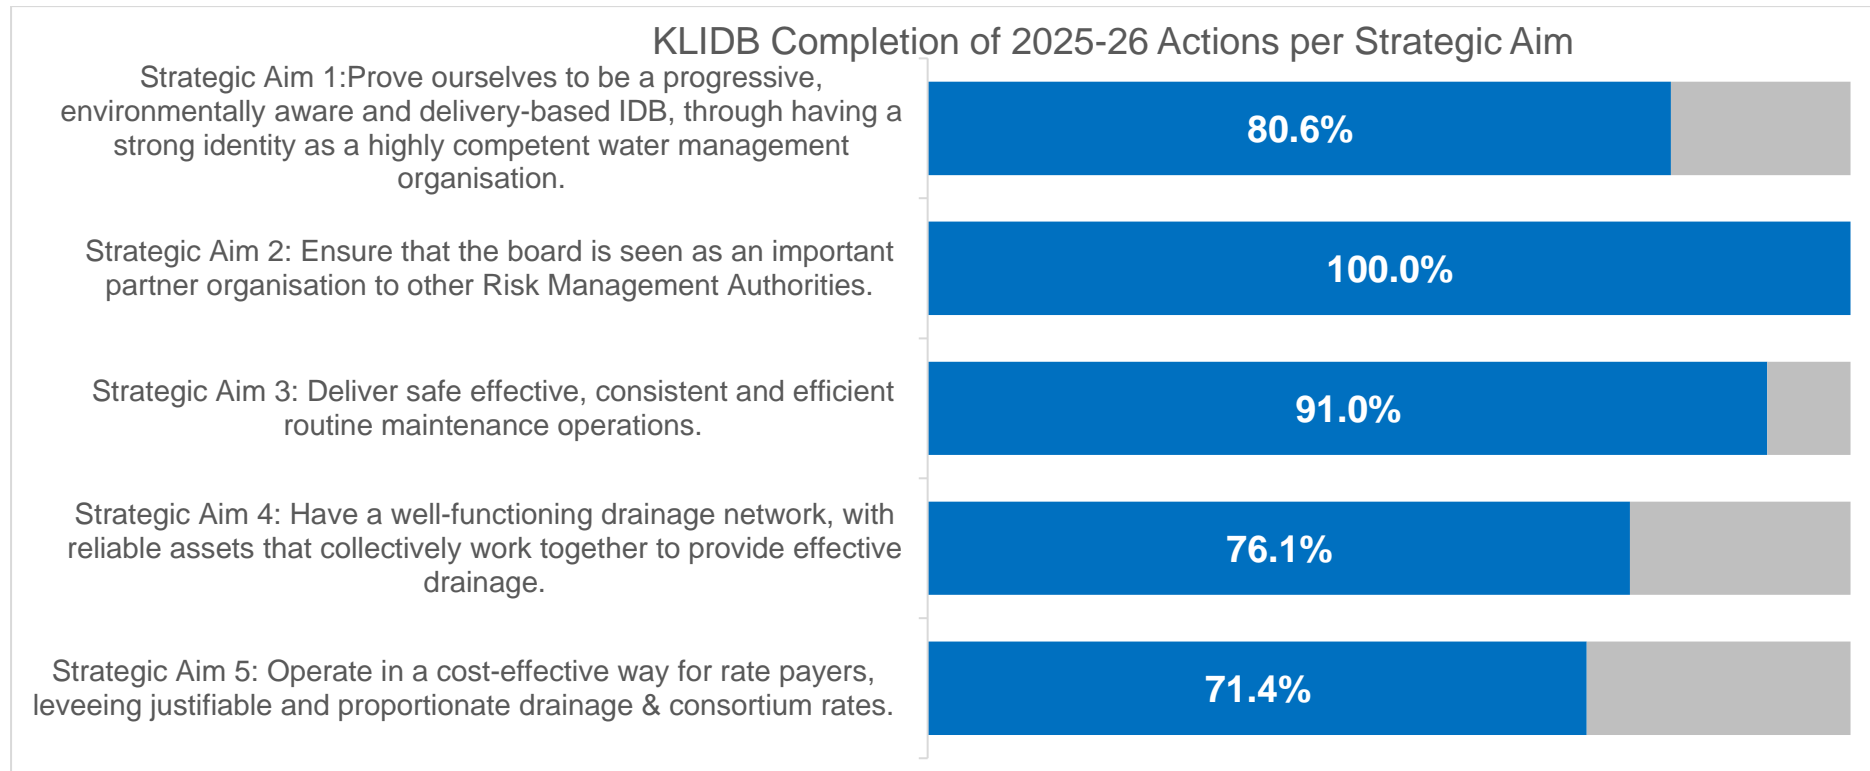 KLIDB Completion of 2025-26 Actions per Strategic Aim
Strategic Aim 1:Prove ourselves to be a progressive,
environmentally aware and delivery-based IDB, through having a
strong identity as a highly competent water management
organisation.
80.6%
Strategic Aim 2: Ensure that the board is seen as an important
partner organisation to other Risk Management Authorities.
100.0%
Strategic Aim 3: Deliver safe effective, consistent and efficient
routine maintenance operations.
91.0%
Strategic Aim 4: Have a well-functioning drainage network, with
reliable assets that collectively work together to provide effective
drainage.
76.1%
Strategic Aim 5: Operate in a cost-effective way for rate payers,
leveeing justifiable and proportionate drainage & consortium rates.
71.4%